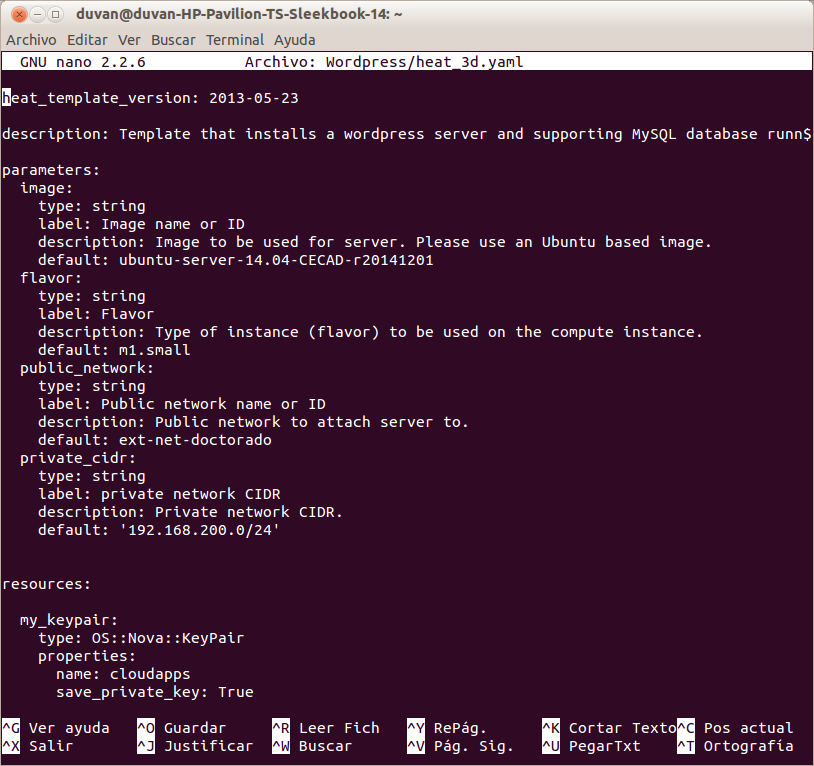 duvan@duvan-HP-Pavilion-TS-Sleekbook-14: ~
Archivo Editar Ver Buscar Terminal Ayuda
GNU nano 2.2.6 Archivo: Wordpress/heat_3d.yaml
heat_template_version: 2013-05-23
description: Template that installs a wordpress server and supporting MySQL database runn$
parameters:
image:
type: string
label: Image name or ID
description: Image to be used for server. Please use an Ubuntu based image.
default: ubuntu-server-14.04-CECAD-r20141201
flavor:
type: string
label: Flavor
description: Type of instance (flavor) to be used on the compute instance.
default: m1.small
public_network:
type: string
label: Public network name or ID
description: Public network to attach server to.
default: ext-net-doctorado
private_cidr:
type: string
label: private network CIDR
description: Private network CIDR.
default: '192.168.200.0/24'
resources:
my_keypair:
type: OS::Nova::KeyPair
properties:
name: cloudapps
save_private_key: True
^G Ver ayuda ^O Guardar ^R Leer Fich ^Y RePág. ^K Cortar Texto ^C Pos actual
^X Salir ^J Justificar ^W Buscar ^V Pág. Sig. ^U PegarTxt ^T Ortografía